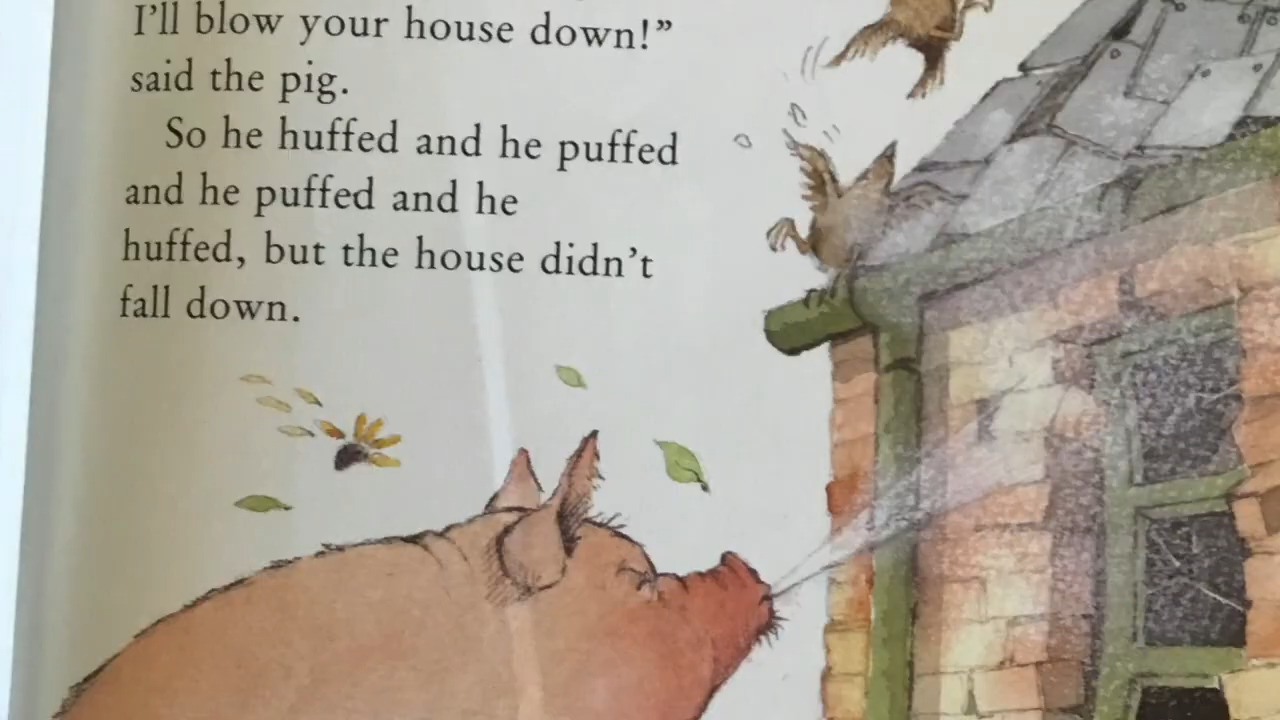 I’ll blow your house down!”
said the pig.
So he huffed and he puffed
and he puffed and he
huffed, but the house didn’t
fall down.